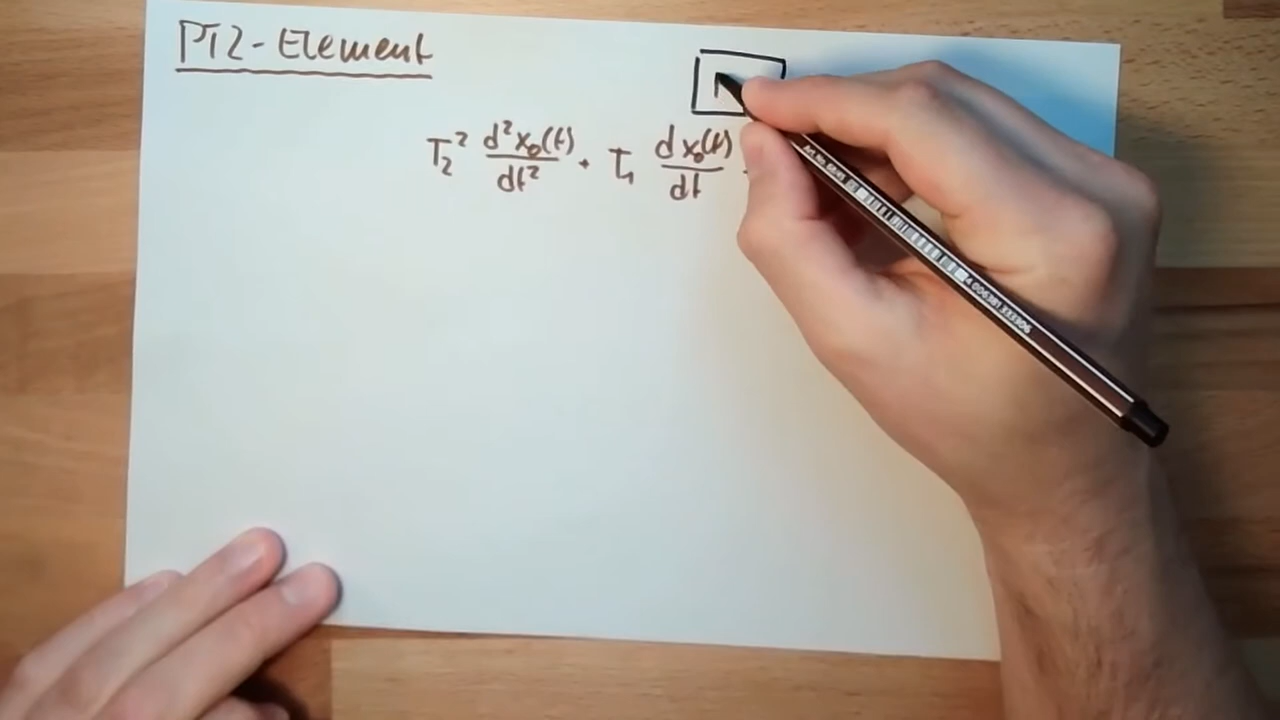 PT2-Element
T₂² d²x₀(t)/dt² + T₁ dx₀(t)/dt